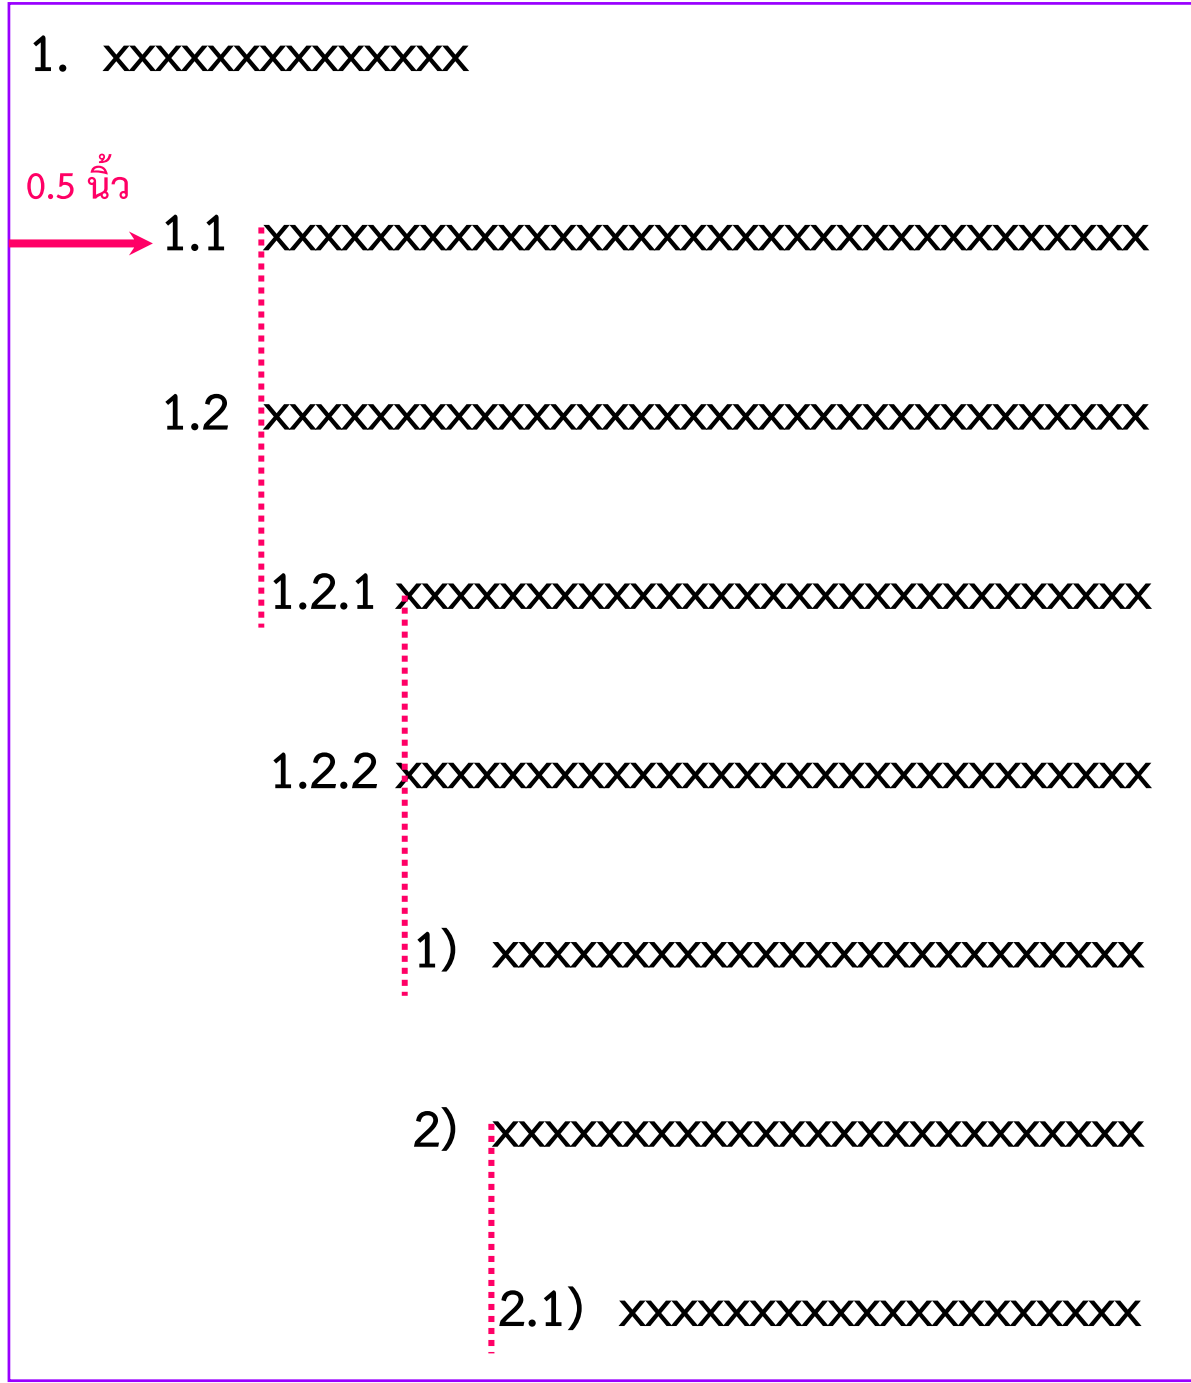 1. xxxxxxxxxxxxxx
0.5 นิ้ว
1.1 xxxxxxxxxxxxxxxxxxxxxxxxxxxxxxxxxx
1.2 xxxxxxxxxxxxxxxxxxxxxxxxxxxxxxxxxx
1.2.1 xxxxxxxxxxxxxxxxxxxxxxxxxxxxx
1.2.2 xxxxxxxxxxxxxxxxxxxxxxxxxxxxx
1) xxxxxxxxxxxxxxxxxxxxxxxxx
2) xxxxxxxxxxxxxxxxxxxxxxxxx
2.1) xxxxxxxxxxxxxxxxxxxx